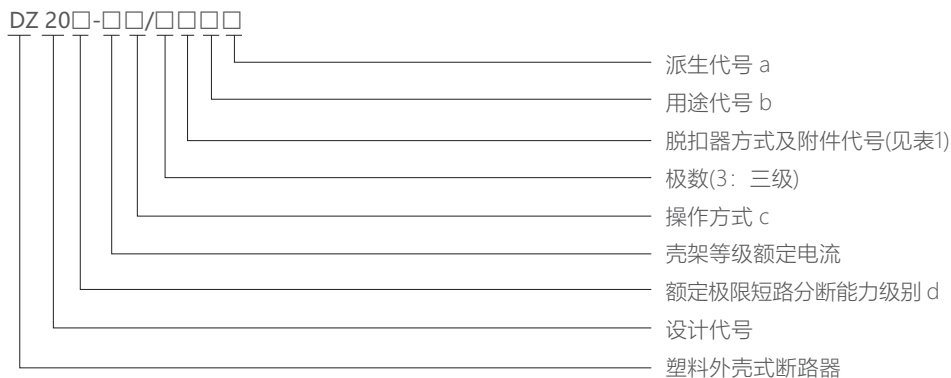 DZ 20□-□□/□□□□
派生代号 a
用途代号 b
脱扣器方式及附件代号(见表1)
极数(3：三级)
操作方式 c
壳架等级额定电流
额定极限短路分断能力级别 d
设计代号
塑料外壳式断路器